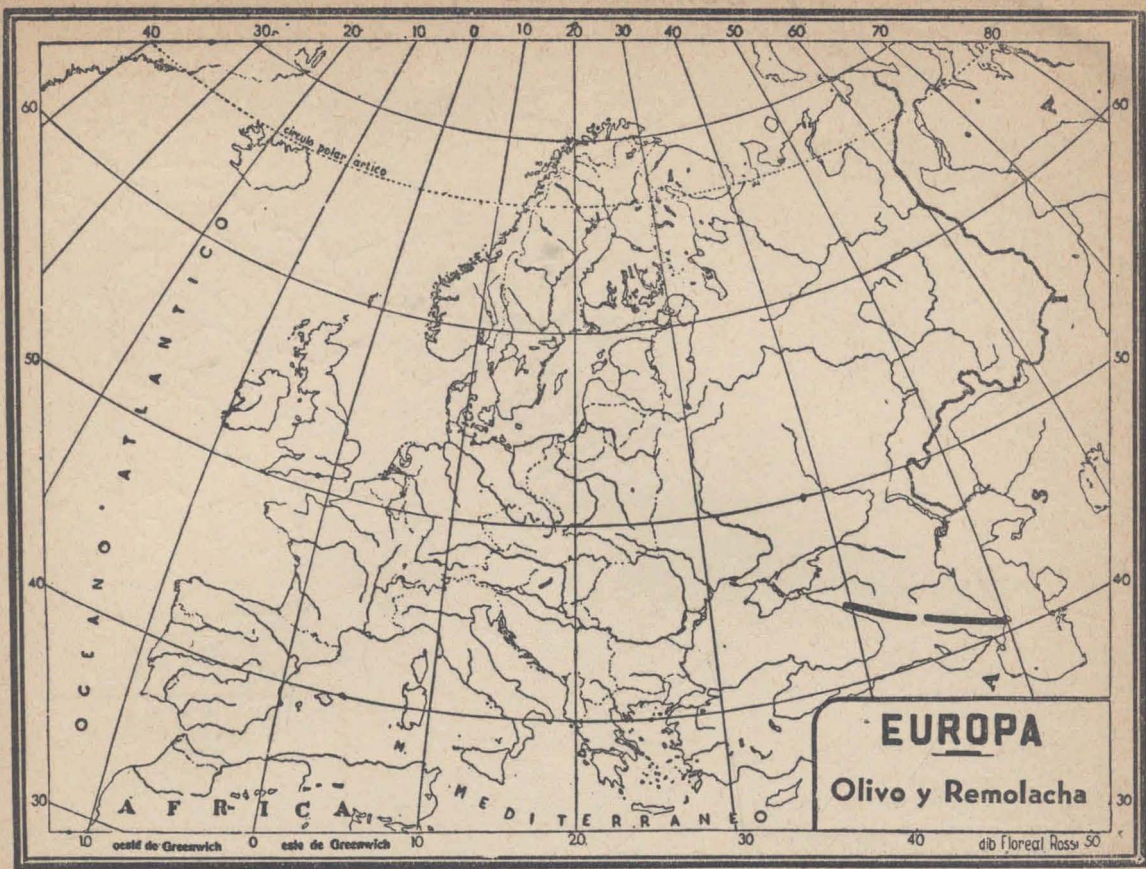 40 30 20 10 0 10 20 30 40 50 60 70 80
60 60
círculo polar artico
50 50
40 40
30 30
OCEANO ATLANTICO
A S I A
AFRICA
M.
MEDITERRANEO
EUROPA
Olivo y Remolacha
10 0 10 20 30 40 50
oeste de Greenwich este de Greenwich
dib Floreal Rossi